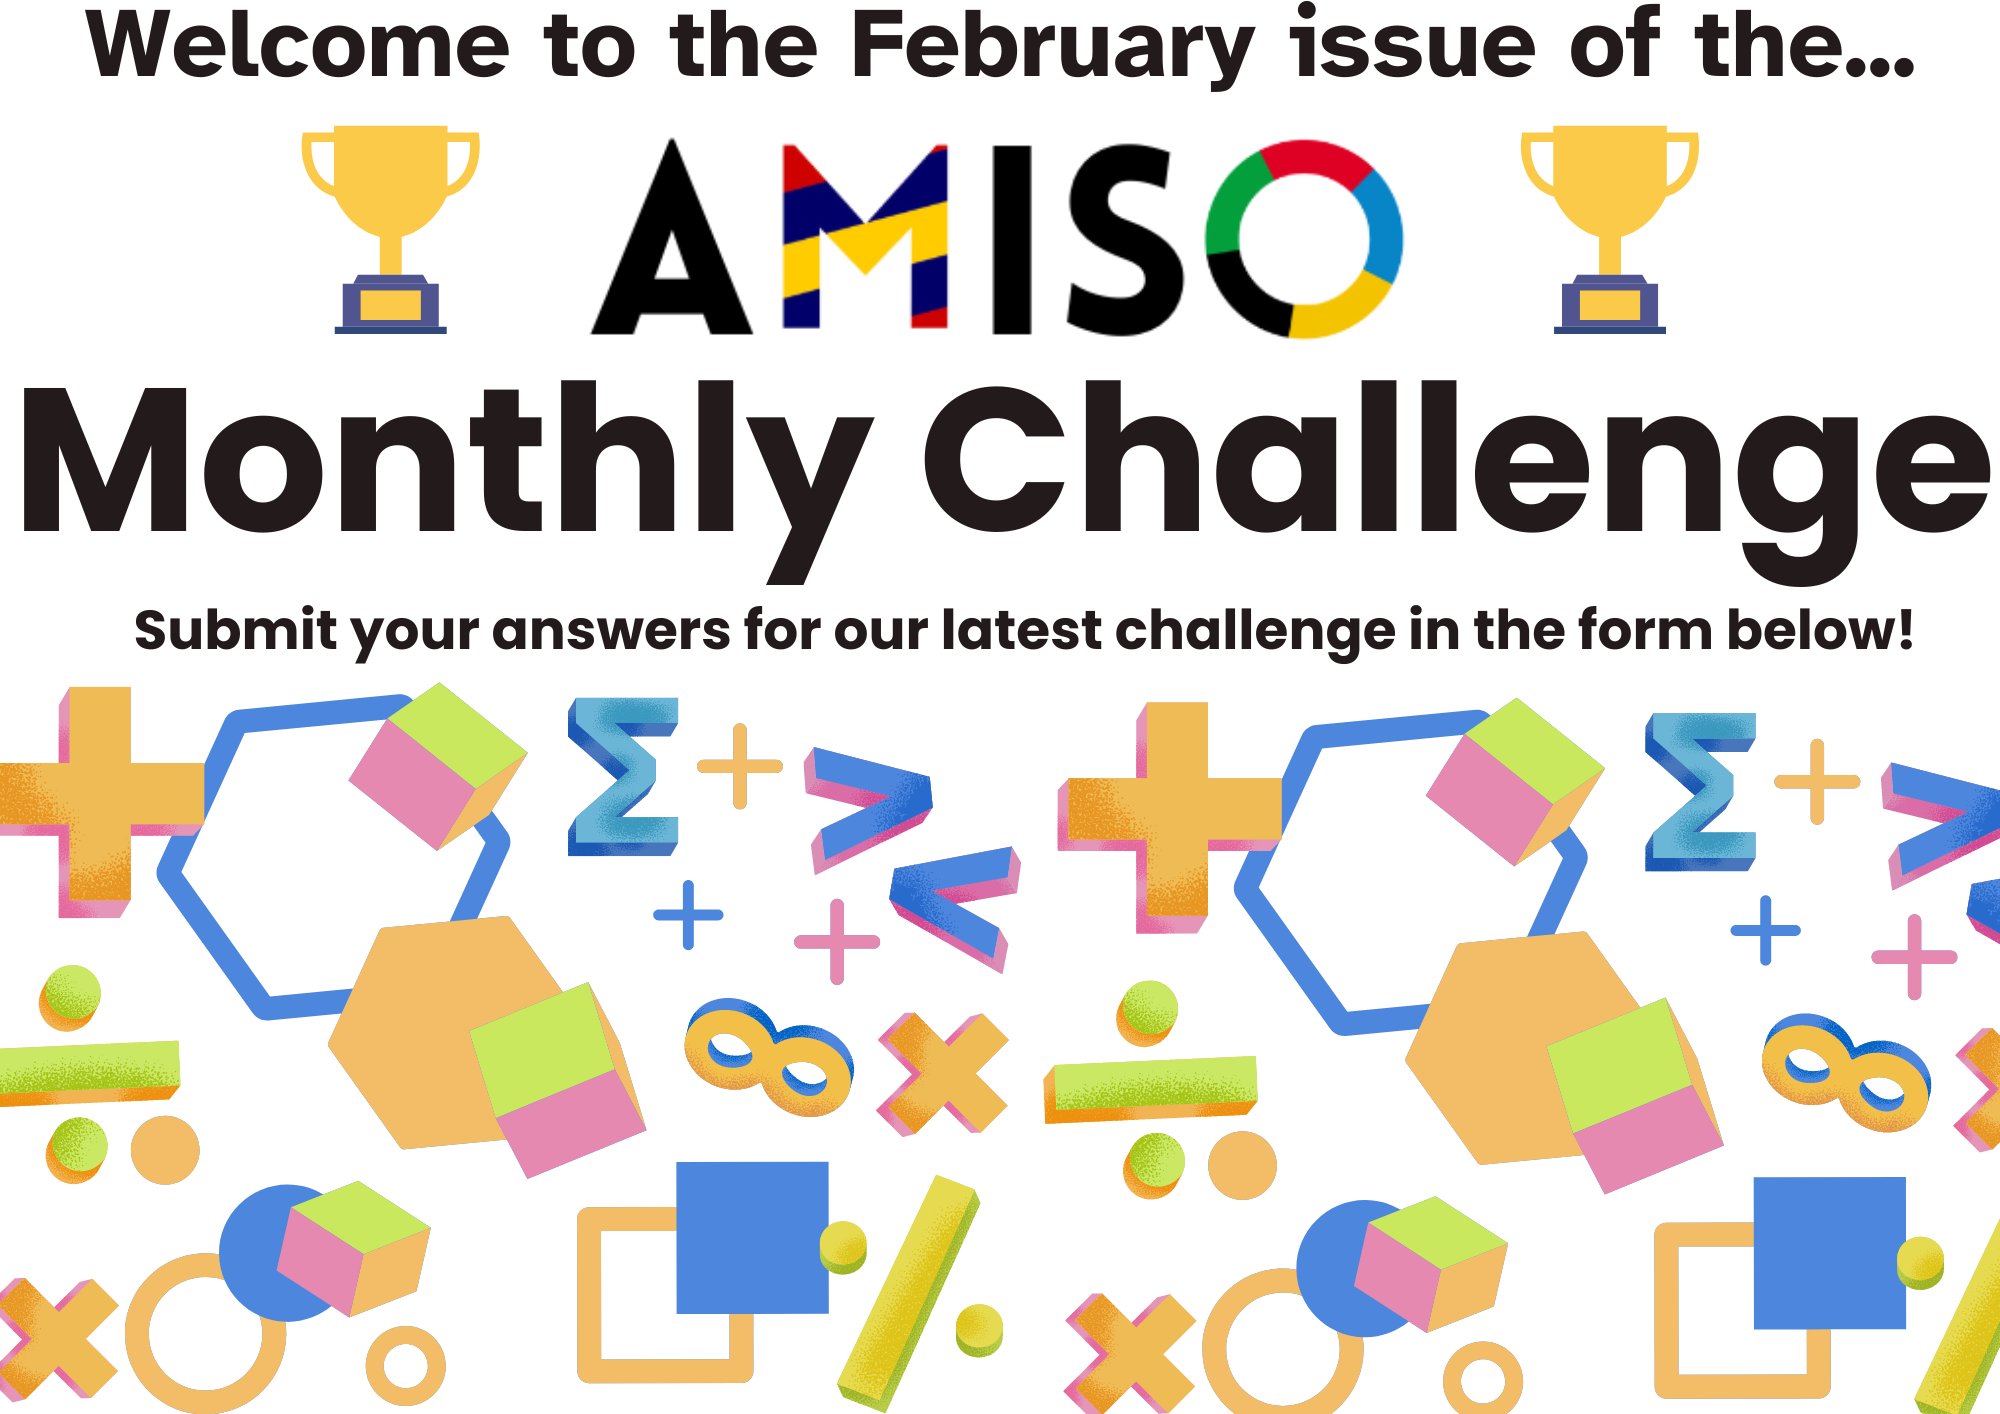 Welcome to the February issue of the...
AMISO
Monthly Challenge
Submit your answers for our latest challenge in the form below!